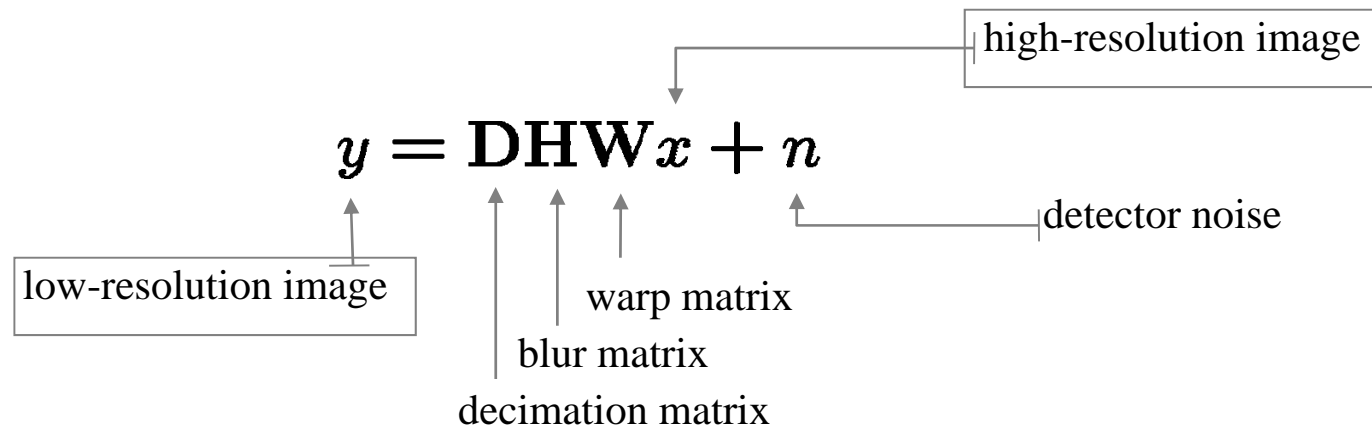 high-resolution image
y = DHWx + n
detector noise
low-resolution image
warp matrix
blur matrix
decimation matrix